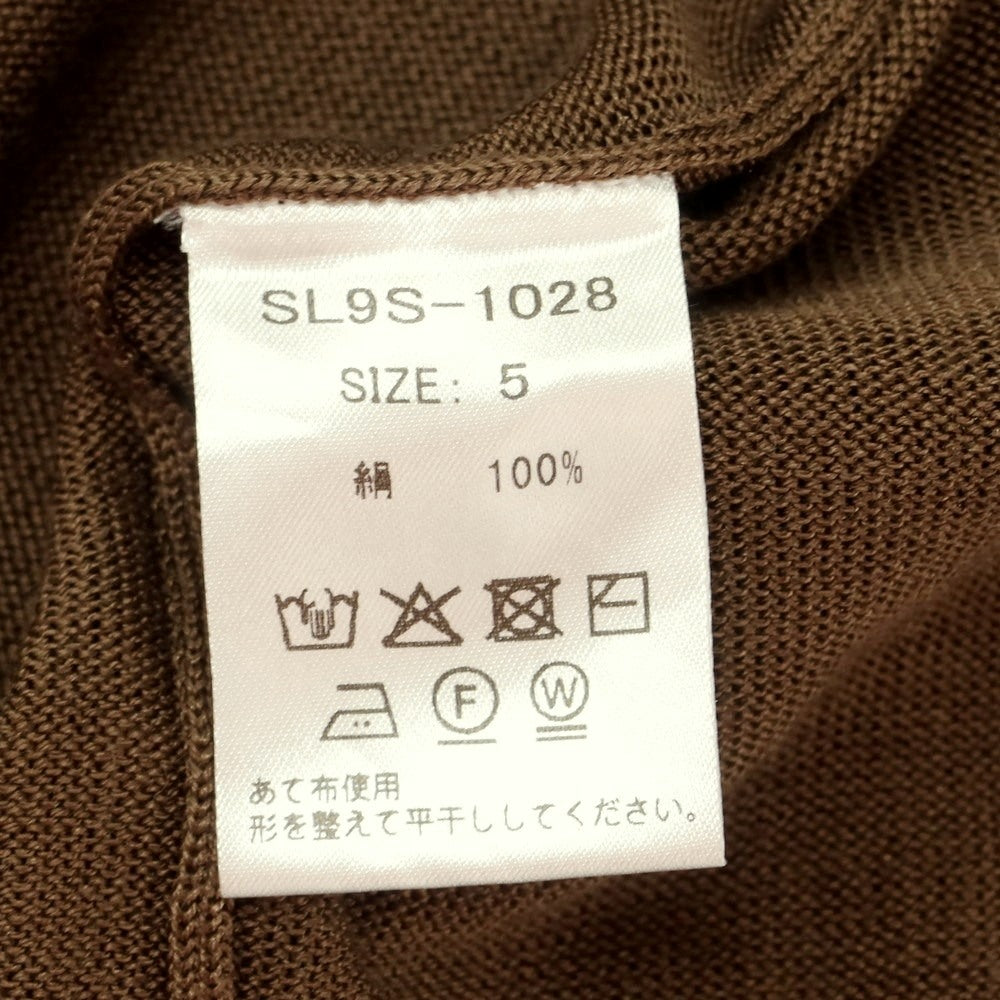 SL9S-1028
SIZE: 5
絹 100%
F W
あて布使用
形を整えて平干ししてください。